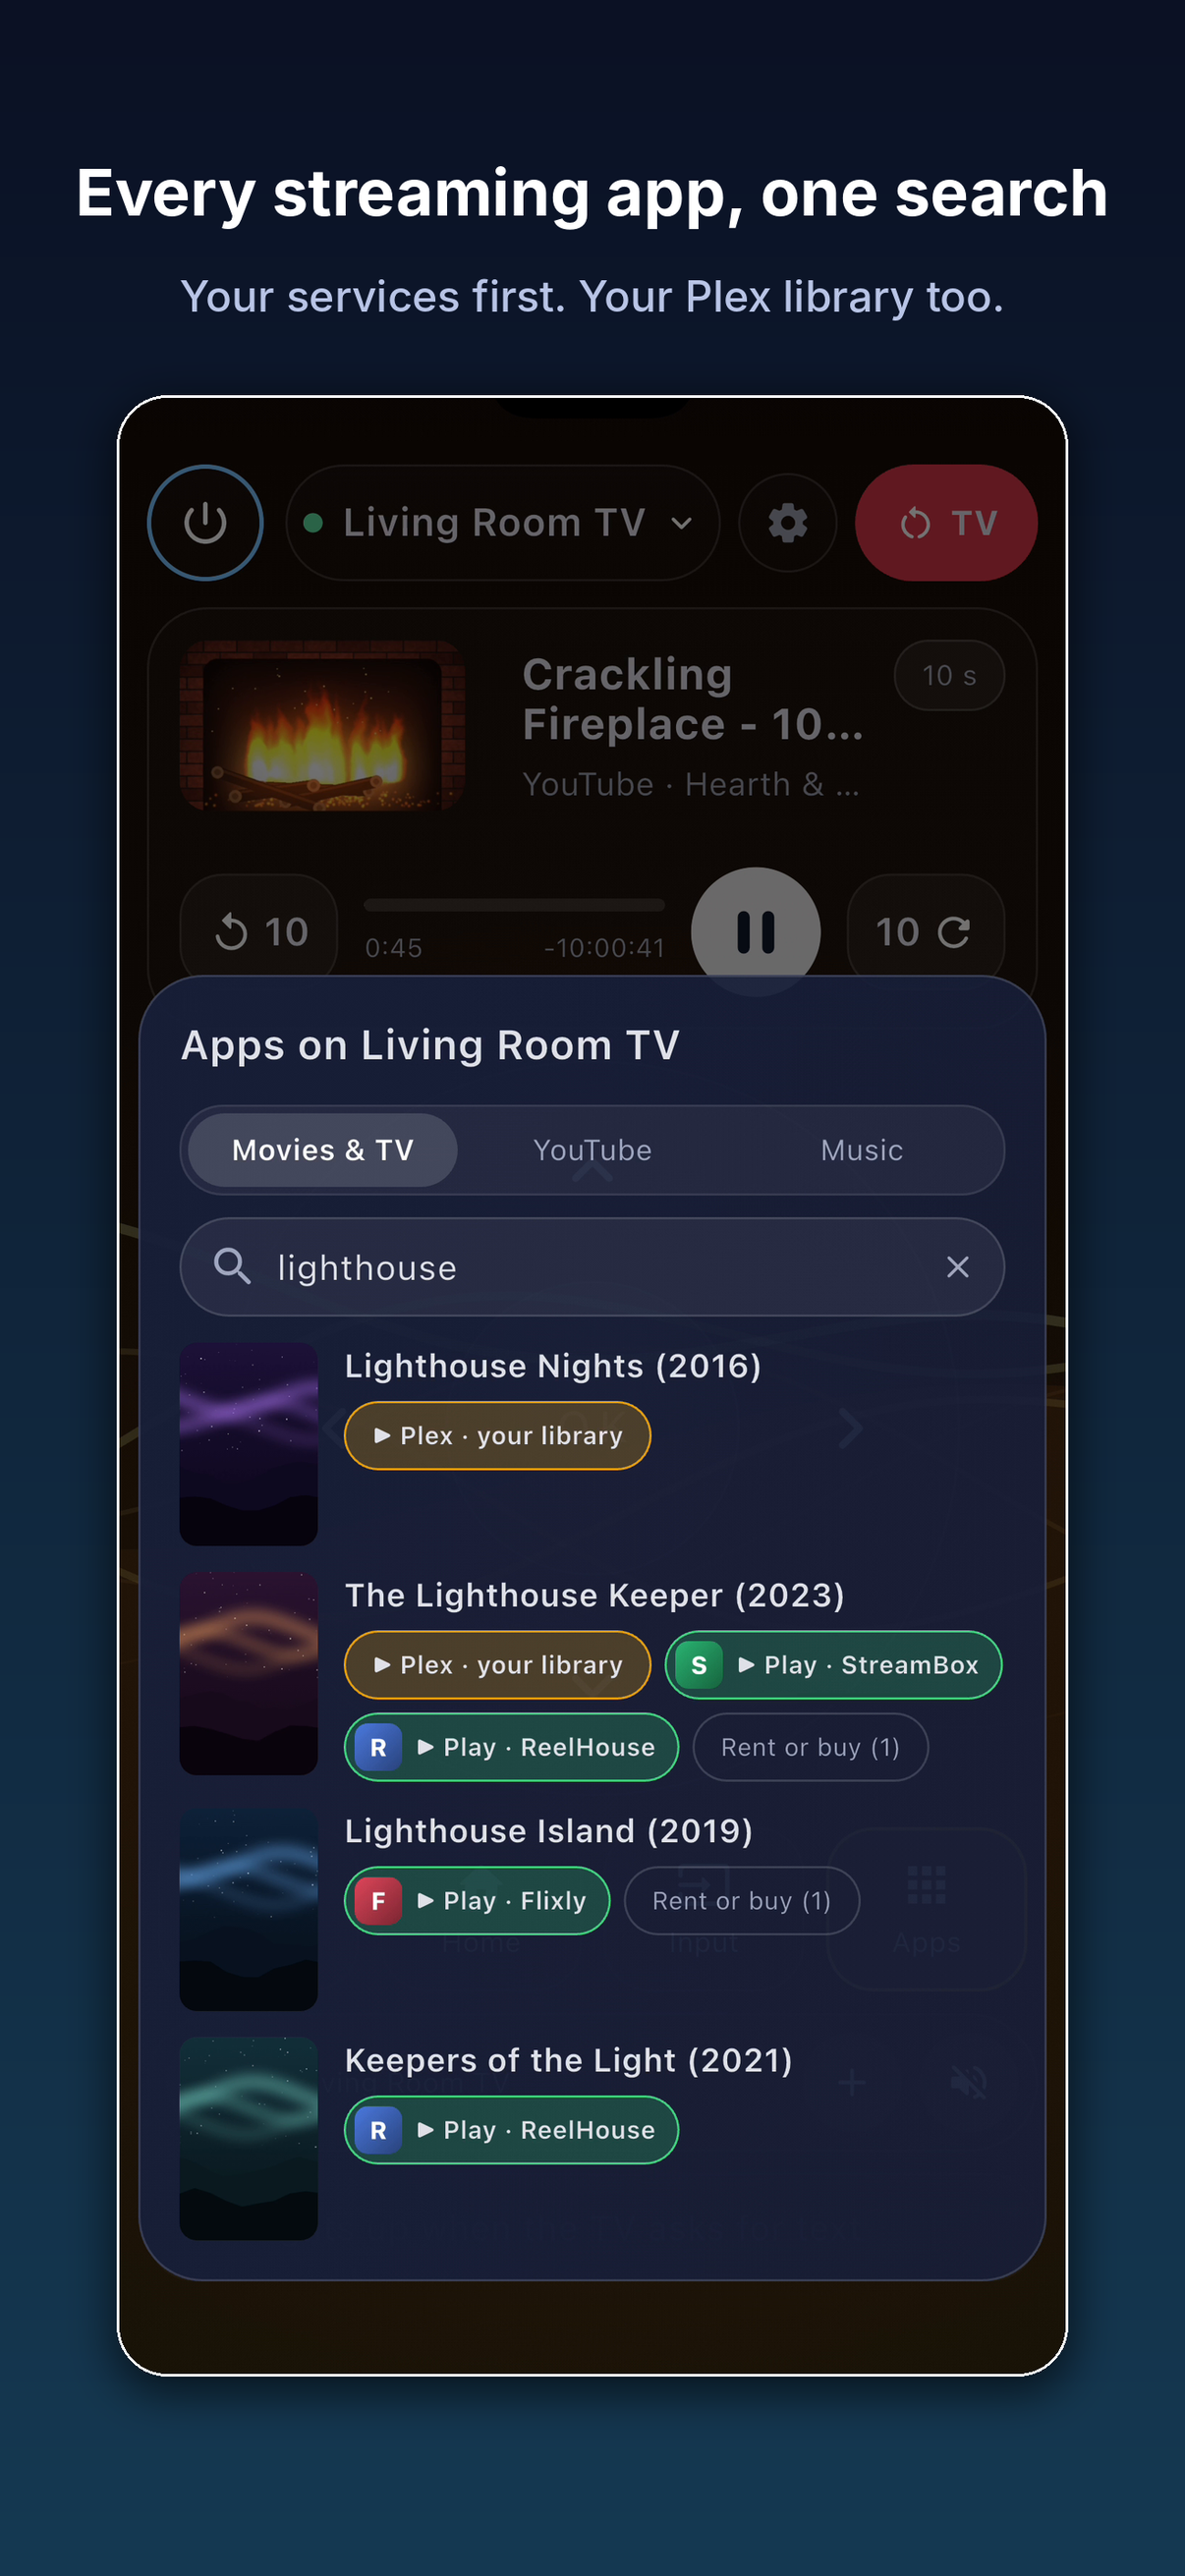 Every streaming app, one search
Your services first. Your Plex library too.
Living Room TV
TV
Crackling
Fireplace - 10...
10 s
YouTube · Hearth & ...
10
0:45
-10:00:41
10
Apps on Living Room TV
Movies & TV
YouTube
Music
lighthouse
Lighthouse Nights (2016)
Plex · your library
The Lighthouse Keeper (2023)
Plex · your library
S Play · StreamBox
R Play · ReelHouse
Rent or buy (1)
Lighthouse Island (2019)
F Play · Flixly
Rent or buy (1)
Home
Input
Apps
Keepers of the Light (2021)
R Play · ReelHouse